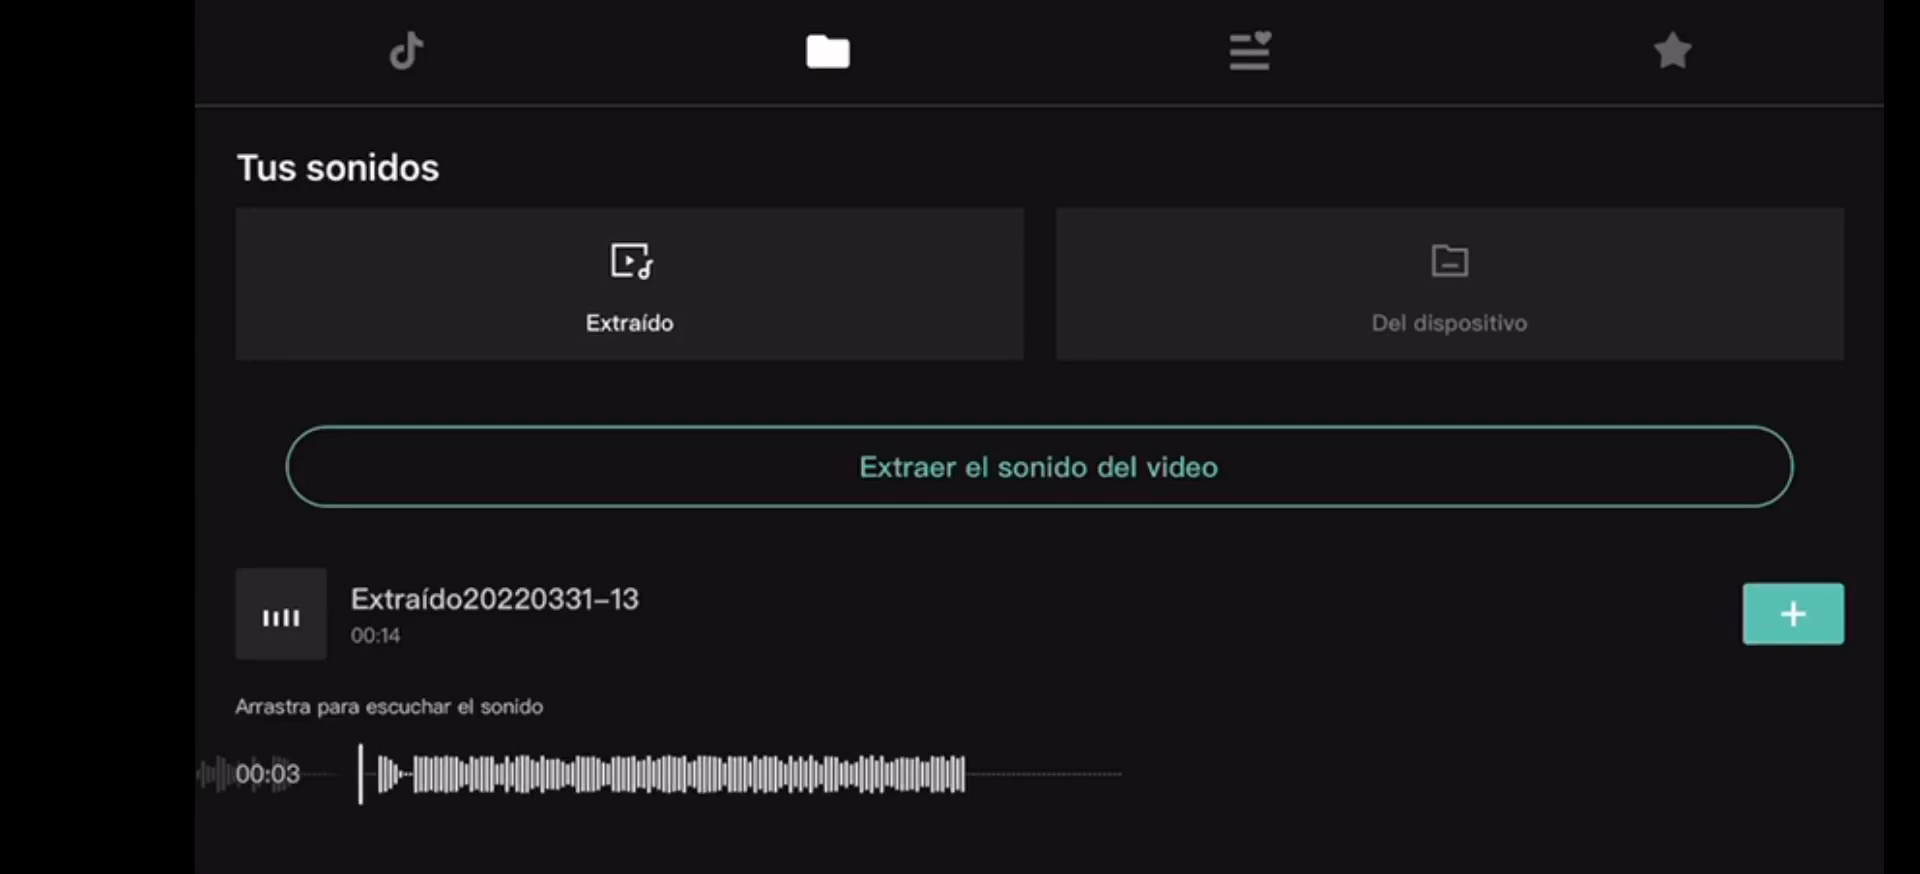 Tus sonidos
Extraído
Del dispositivo
Extraer el sonido del video
Extraído20220331-13
00:14
Arrastra para escuchar el sonido
00:03